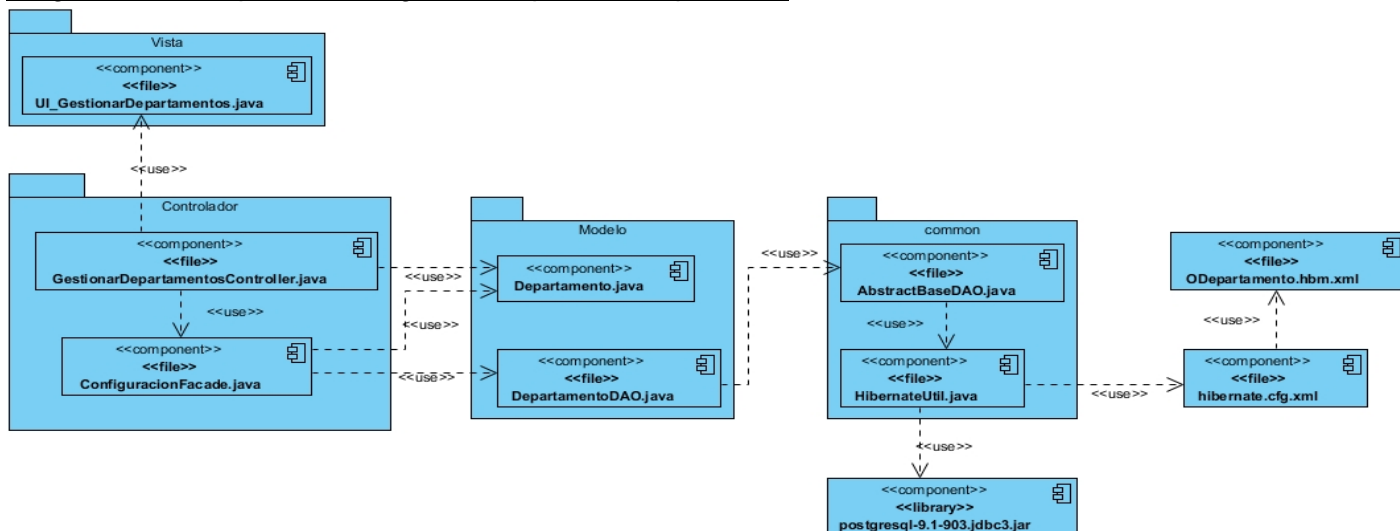 Vista
<<component>>
<<file>>
UI_GestionarDepartamentos.java
<<use>>
Controlador
<<component>>
<<file>>
GestionarDepartamentosController.java
<<use>>
<<component>>
<<file>>
ConfiguracionFacade.java
<<use>>
<<use>>
<<use>>
Modelo
<<component>>
Departamento.java
<<component>>
<<file>>
DepartamentoDAO.java
<<use>>
common
<<component>>
<<file>>
AbstractBaseDAO.java
<<use>>
<<component>>
<<file>>
HibernateUtil.java
<<use>>
<<use>>
<<component>>
<<file>>
ODepartamento.hbm.xml
<<use>>
<<component>>
<<file>>
hibernate.cfg.xml
<<component>>
<<library>>
postgresql-9.1-903.jdbc3.jar